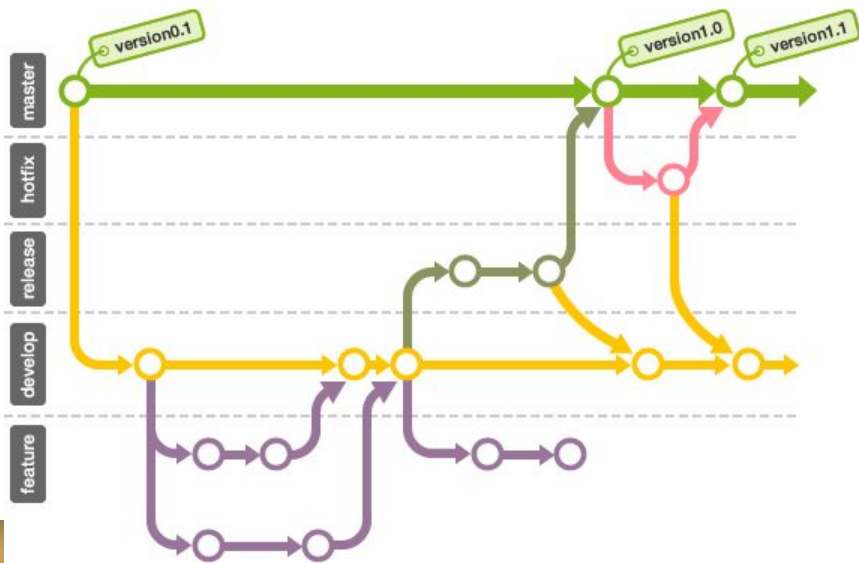 version0.1
version1.0
version1.1
master
hotfix
release
develop
feature